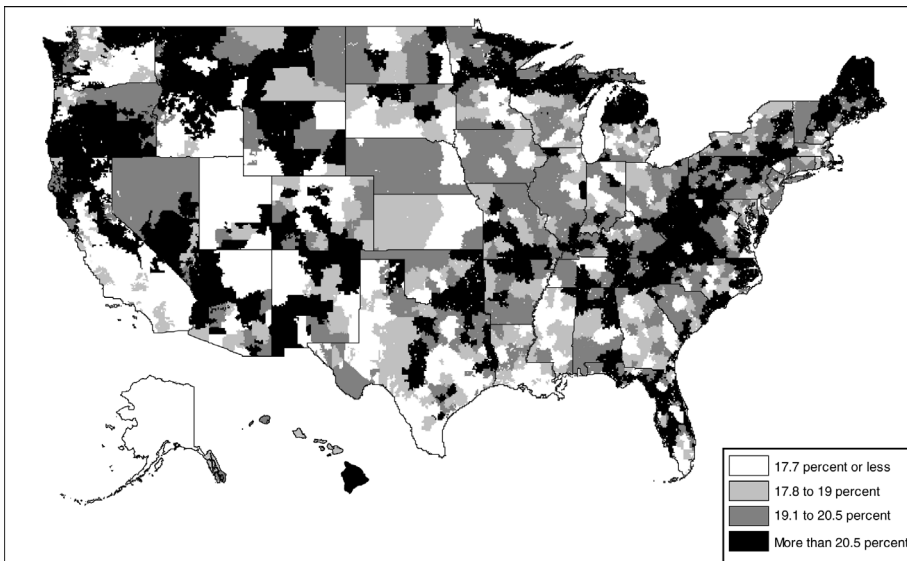 17.7 percent or less
17.8 to 19 percent
19.1 to 20.5 percent
More than 20.5 percent